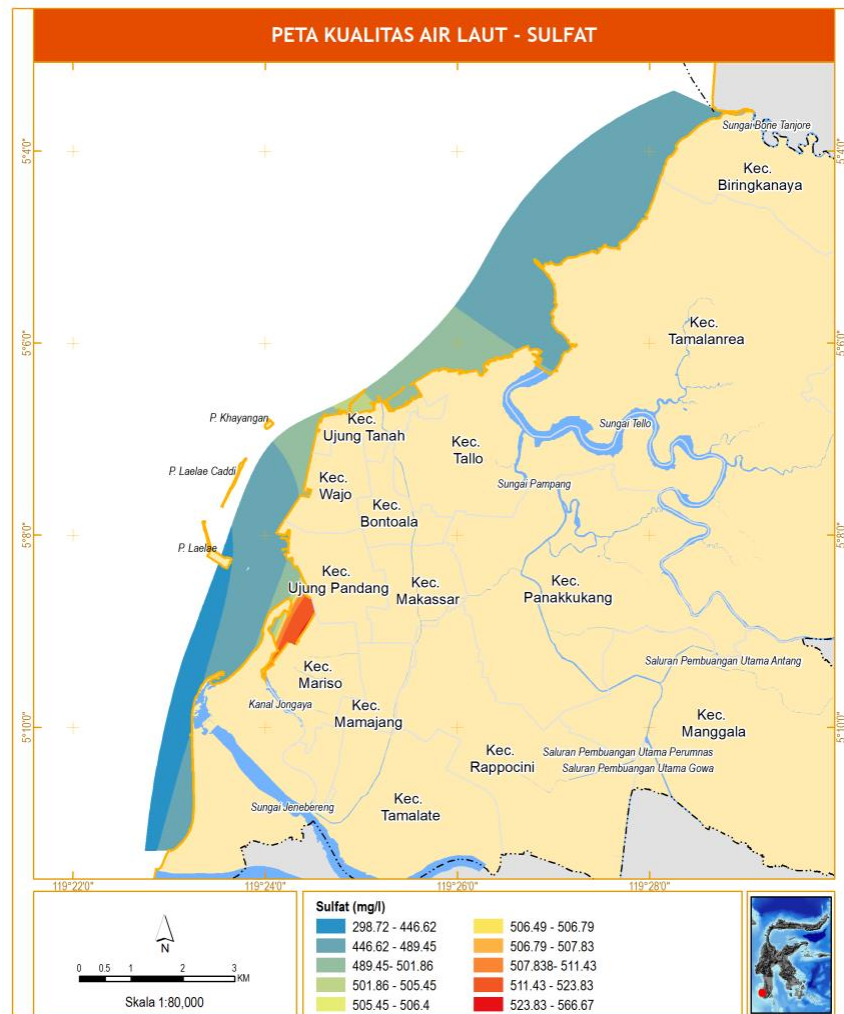 PETA KUALITAS AIR LAUT - SULFAT
Sungai Bone Tanjore
5°4'0"
5°4'0"
Kec.
Biringkanaya
5°6'0"
5°6'0"
Kec.
Tamalanrea
P. Khayangan
Kec.
Ujung Tanah
Sungai Tello
Kec.
Tallo
P. Laelae Caddi
Kec.
Wajo
Sungai Pampang
Kec.
Bontoala
5°8'0"
5°8'0"
P. Laelae
Kec.
Ujung Pandang
Kec.
Makassar
Kec.
Panakkukang
Saluran Pembuangan Utama Antang
Kec.
Mariso
Kanal Jongaya
Kec.
Mamajang
Kec.
Manggala
5°10'0"
5°10'0"
Kec.
Rappocini
Saluran Pembuangan Utama Perumnas
Saluran Pembuangan Utama Gowa
Sungai Jenebereng
Kec.
Tamalate
119°22'0"
119°24'0"
119°26'0"
119°28'0"
N
0 0.5 1 2 3
KM
Skala 1:80,000
Sulfat (mg/l)
298.72 - 446.62
446.62 - 489.45
489.45- 501.86
501.86 - 505.45
505.45 - 506.4
506.49 - 506.79
506.79 - 507.83
507.838- 511.43
511.43 - 523.83
523.83 - 566.67